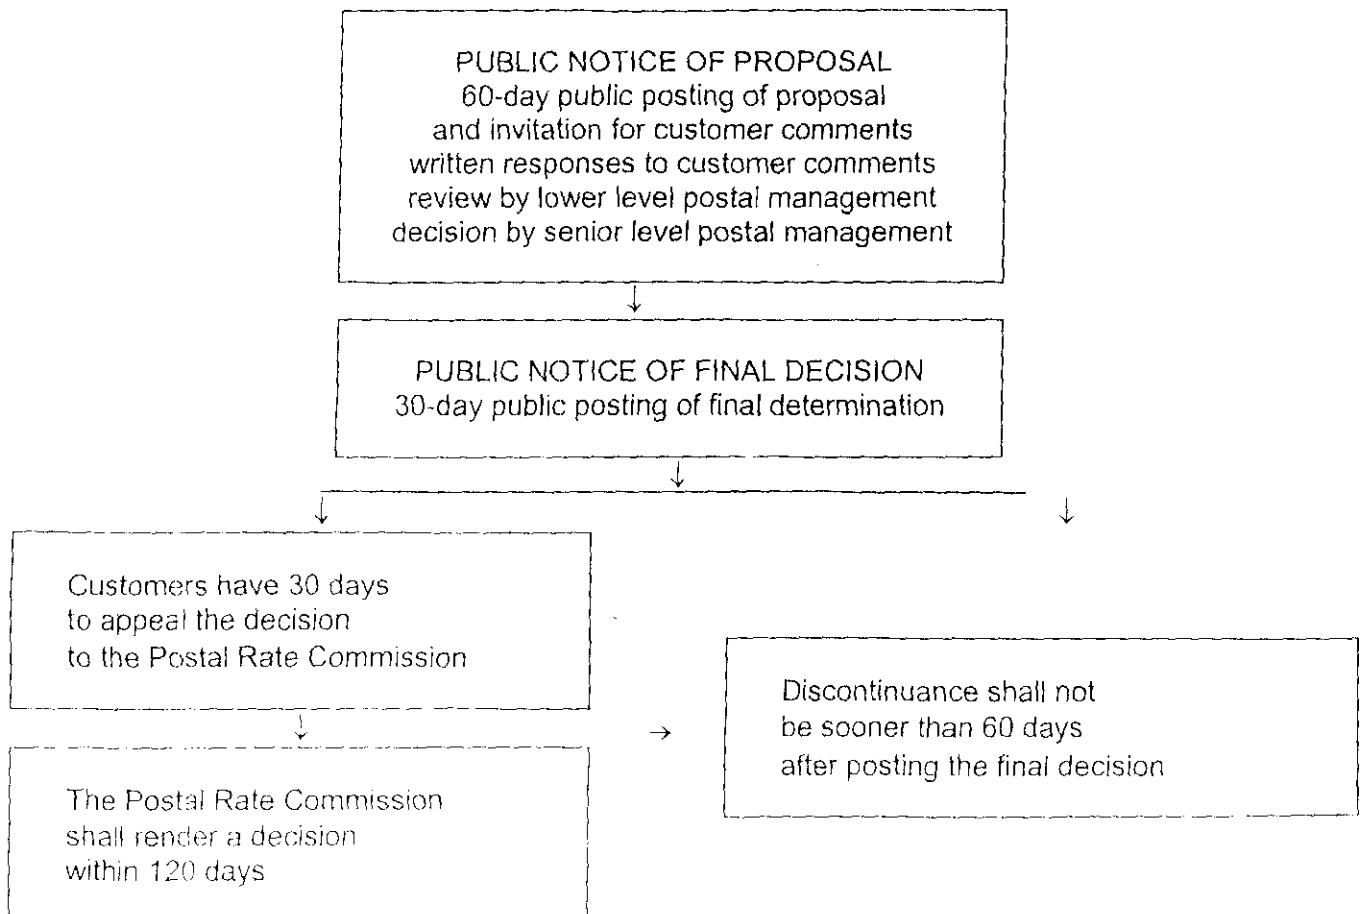 PUBLIC NOTICE OF PROPOSAL
60-day public posting of proposal
and invitation for customer comments
written responses to customer comments
review by lower level postal management
decision by senior level postal management
↓
PUBLIC NOTICE OF FINAL DECISION
30-day public posting of final determination
↓
↓ ↓
Customers have 30 days
to appeal the decision
to the Postal Rate Commission
↓
→
Discontinuance shall not
be sooner than 60 days
after posting the final decision
The Postal Rate Commission
shall render a decision
within 120 days